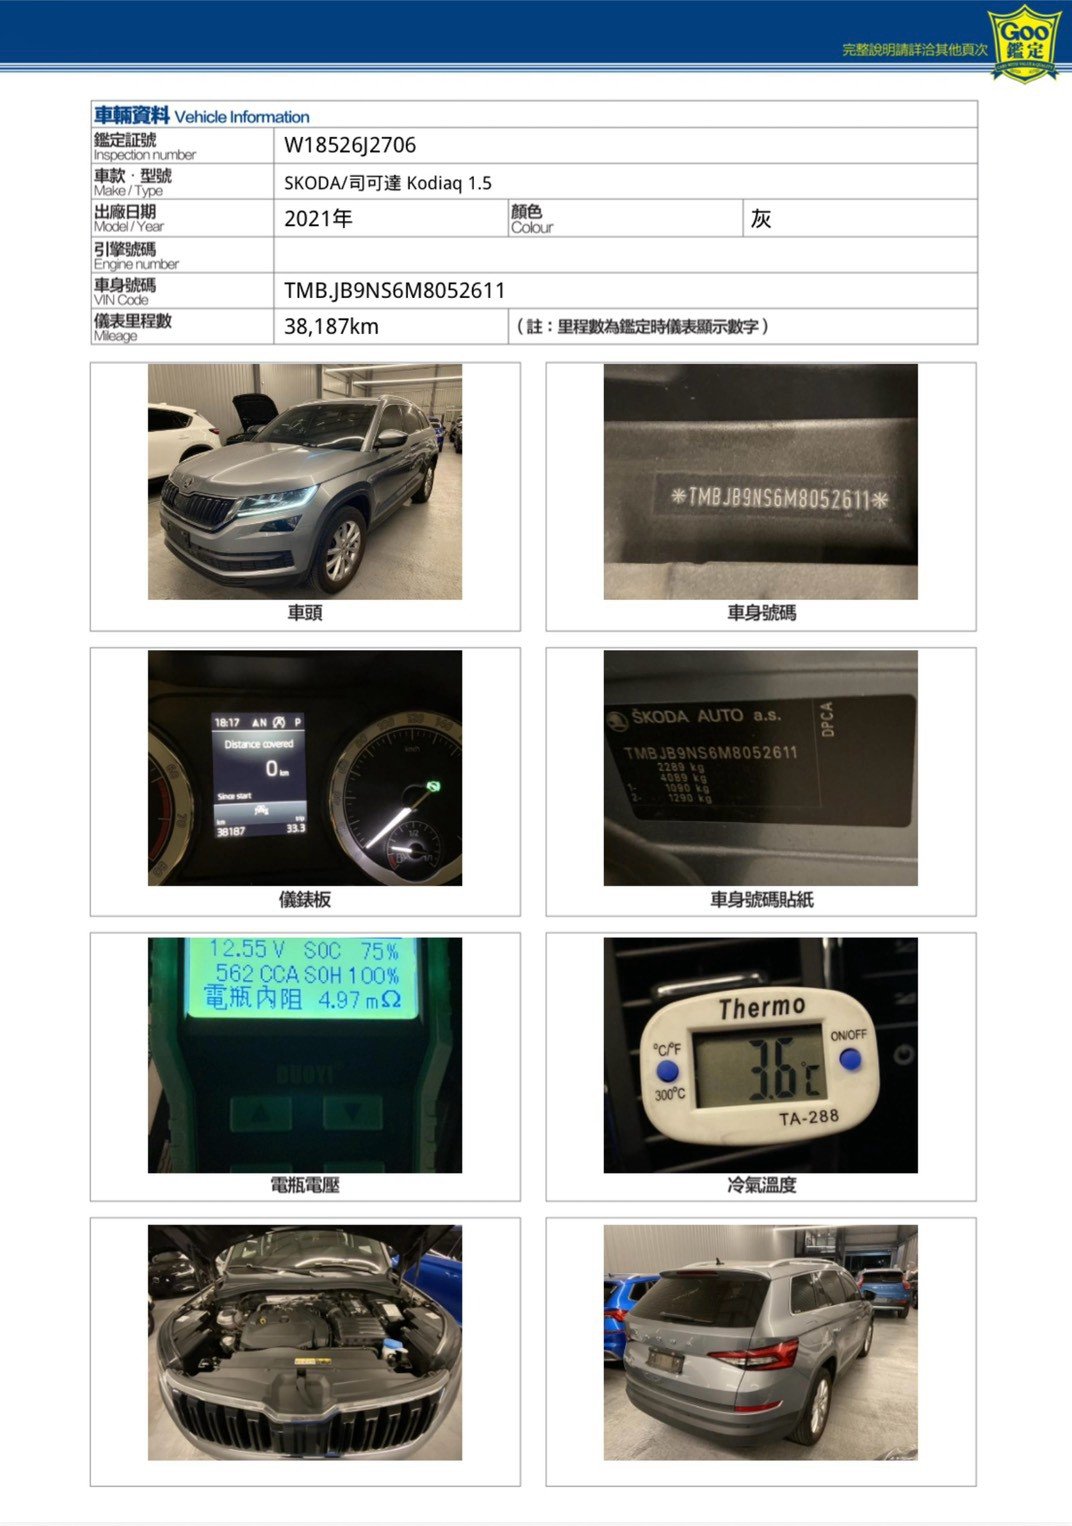 完整說明請詳洽其他頁次
Goo
鑑定
車輛資料 Vehicle Information
鑑定証號
Inspection number
W18526J2706
車款．型號
Make / Type
SKODA/司可達 Kodiaq 1.5
出廠日期
Model / Year
2021年
顏色
Colour
灰
引擎號碼
Engine number
車身號碼
VIN Code
TMB.JB9NS6M8052611
儀表里程數
Mileage
38,187km
（註：里程數為鑑定時儀表顯示數字）
*TMBJB9NS6M8052611*
車頭
車身號碼
18:17 AN P
Distance covered
0 km
Since start
km
trip
38187
33.3
km/h
1/2
ŠKODA AUTO a.s.
DPCA
TMBJB9NS6M8052611
2289 kg
4089 kg
1- 1090 kg
2- 1290 kg
儀錶板
車身號碼貼紙
12.55 V SOC 75%
562 CCA SOH 100%
電瓶內阻 4.97 mΩ
Thermo
°C/°F
ON/OFF
3.6°C
300°C
TA-288
電瓶電壓
冷氣溫度